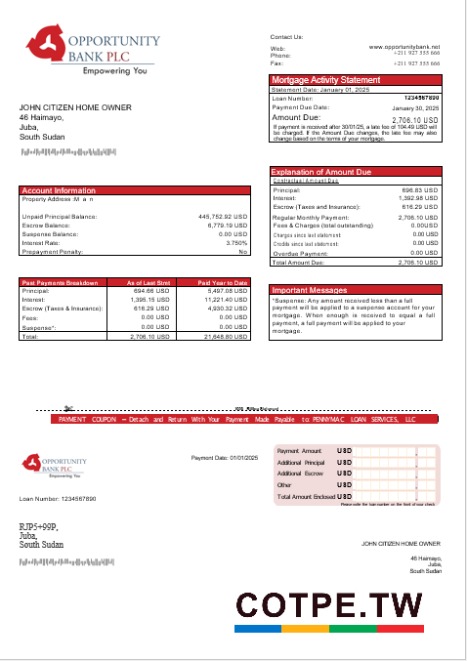 OPPORTUNITY
BANK PLC
Empowering You
Contact Us:
Web: www.opportunitybank.net
Phone: +211 927 555 666
Fax: +211 927 555 666
Mortgage Activity Statement
Statement Date: January 01, 2025
Loan Number: 1234567890
Payment Due Date: January 30, 2025
Amount Due: 2,706.10 USD
If payment is received after 30/01/25, a late fee of 104.49 USD will
be charged. If the Amount Due changes, the late fee may also
change based on the terms of your mortgage.
JOHN CITIZEN HOME OWNER
46 Haimayo,
Juba,
South Sudan
Explanation of Amount Due
Contractual Amount Due
Principal: 696.83 USD
Interest: 1,392.98 USD
Escrow (Taxes and Insurance): 616.29 USD
Regular Monthly Payment: 2,706.10 USD
Fees & Charges (total outstanding): 0.00USD
Charges since last statement: 0.00 USD
Credits since last statement: 0.00 USD
Overdue Payment: 0.00 USD
Total Amount Due: 2,706.10 USD
Account Information
Property Address: M a n
Unpaid Principal Balance: 445,752.92 USD
Escrow Balance: 6,779.19 USD
Suspense Balance: 0.00 USD
Interest Rate: 3.750%
Prepayment Penalty: No
Past Payments Breakdown As of Last Stmt Paid Year to Date
Principal: 694.66 USD 5,497.08 USD
Interest: 1,395.15 USD 11,221.40 USD
Escrow (Taxes & Insurance): 616.29 USD 4,930.32 USD
Fees: 0.00 USD 0.00 USD
Suspense*: 0.00 USD 0.00 USD
Total: 2,706.10 USD 21,648.80 USD
Important Messages
*Suspense: Any amount received less than a full
payment will be applied to a suspense account for your
mortgage. When enough is received to equal a full
payment, a full payment will be applied to your
mortgage.
PAYMENT COUPON – Detach and Return With Your Payment Made Payable to: PENNYMAC LOAN SERVICES, LLC
OPPORTUNITY
BANK PLC
Empowering You
Payment Date: 01/01/2025
Payment Amount USD
Additional Principal USD
Additional Escrow USD
Other USD
Total Amount Enclosed USD
Please write the loan number on the front of your check.
Loan Number: 1234567890
RJP5+99P,
Juba,
South Sudan
JOHN CITIZEN HOME OWNER
46 Haimayo,
Juba,
South Sudan
COTPE.TW